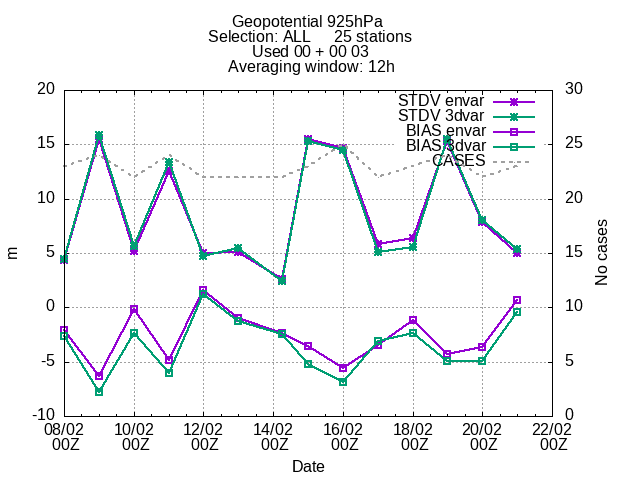 Geopotential 925hPa
Selection: ALL 25 stations
Used 00 + 00 03
Averaging window: 12h
20 30
STDV envar
STDV 3dvar
BIAS envar
15 BIAS 3dvar 25
CASES
10 20
m
5 15
No cases
0 10
-5 5
-10 0
08/02 10/02 12/02 14/02 16/02 18/02 20/02 22/02
00Z 00Z 00Z 00Z 00Z 00Z 00Z 00Z
Date